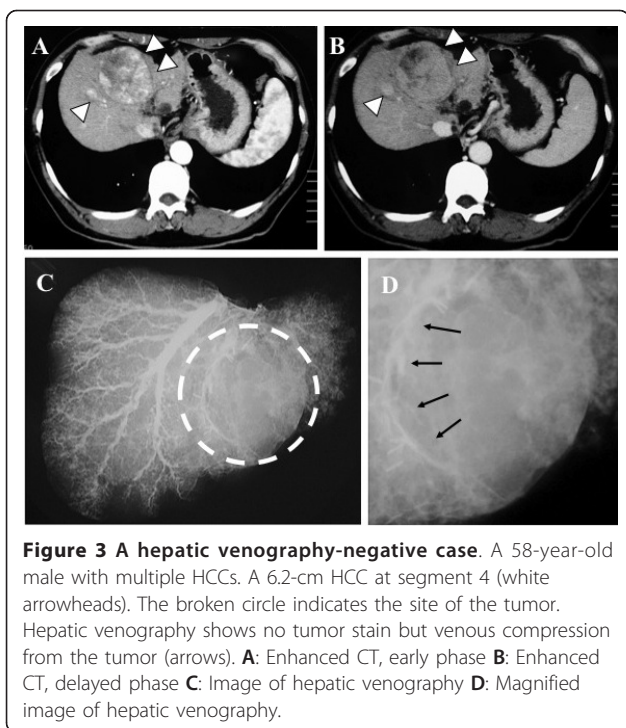 A
B
C
D
Figure 3 A hepatic venography-negative case. A 58-year-old
male with multiple HCCs. A 6.2-cm HCC at segment 4 (white
arrowheads). The broken circle indicates the site of the tumor.
Hepatic venography shows no tumor stain but venous compression
from the tumor (arrows). A: Enhanced CT, early phase B: Enhanced
CT, delayed phase C: Image of hepatic venography D: Magnified
image of hepatic venography.